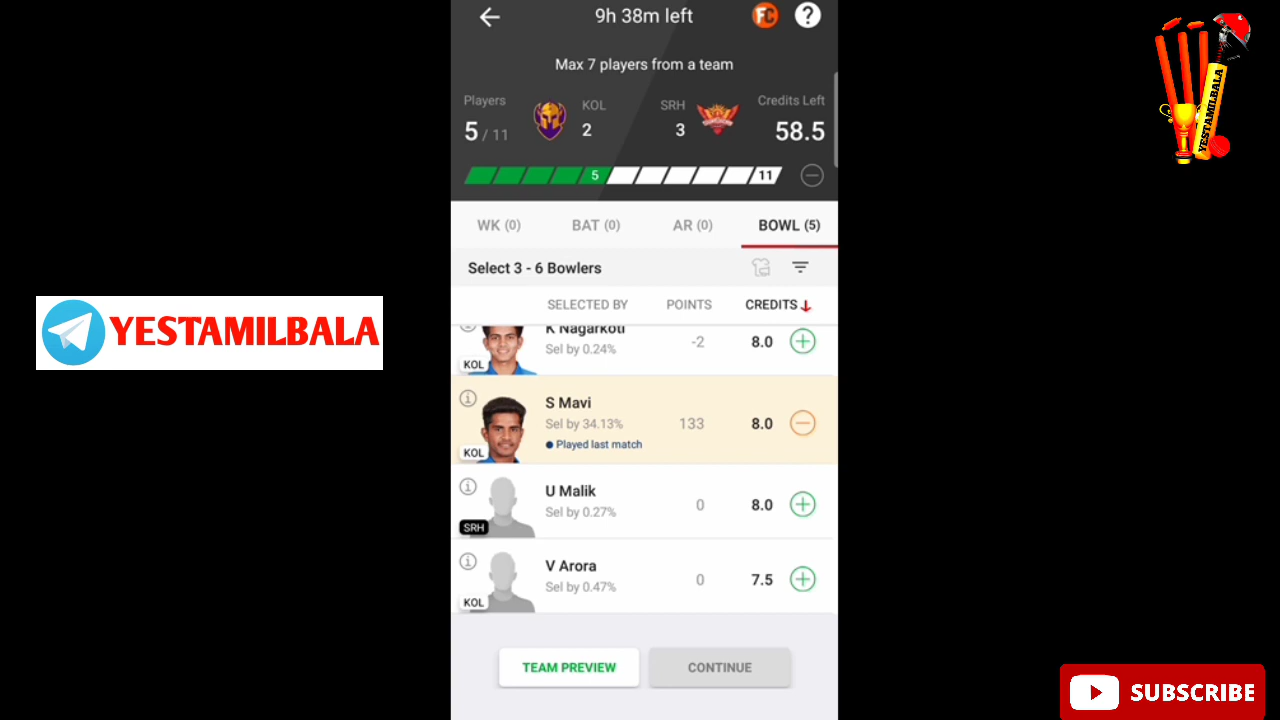 9h 38m left
FC
?
Max 7 players from a team
Players
KOL
SRH
Credits Left
5 / 11
2
3
58.5
5
11
WK (0)
BAT (0)
AR (0)
BOWL (5)
Select 3 - 6 Bowlers
SELECTED BY
POINTS
CREDITS
K Nagarkoti
Sel by 0.24%
-2
8.0
KOL
S Mavi
Sel by 34.13%
133
8.0
Played last match
KOL
U Malik
Sel by 0.27%
0
8.0
SRH
V Arora
Sel by 0.47%
0
7.5
KOL
TEAM PREVIEW
CONTINUE
YESTAMILBALA
YESTAMILBALA
SUBSCRIBE